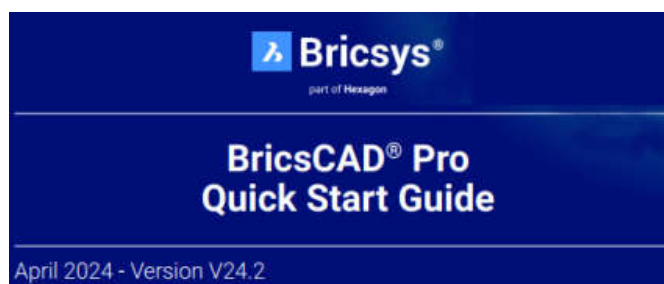 Bricsys®
part of Hexagon
BricsCAD® Pro
Quick Start Guide
April 2024 - Version V24.2